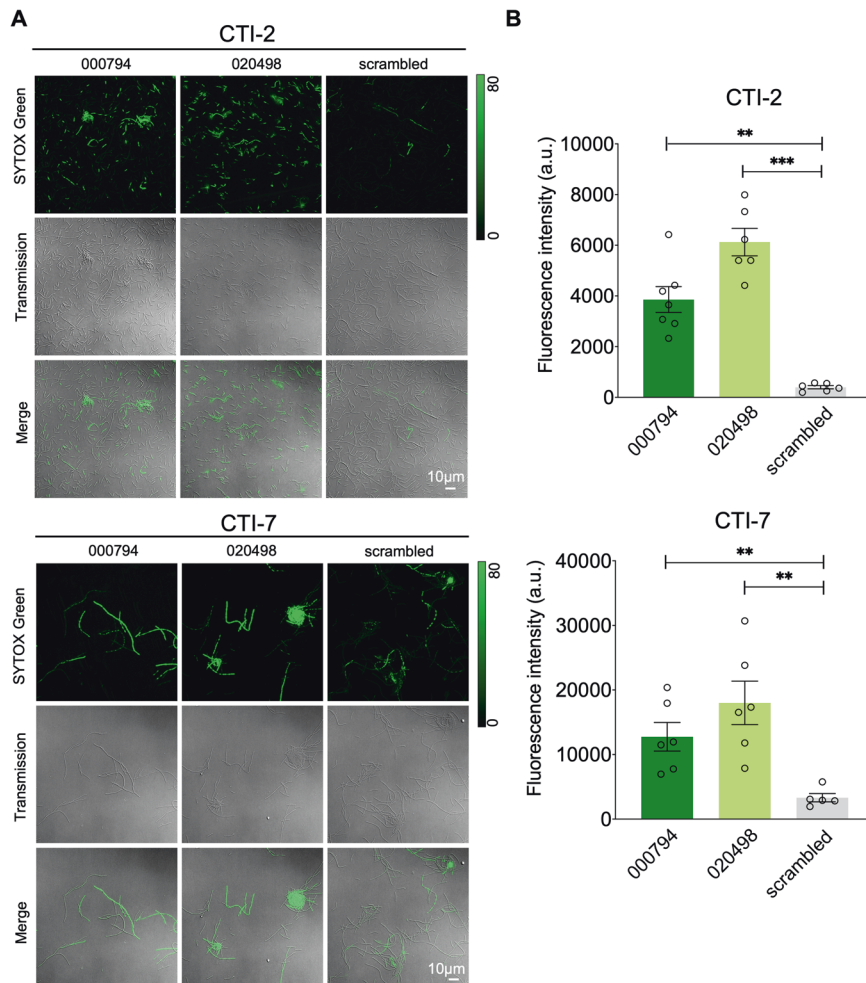 A
CTI-2
000794 020498 scrambled
SYTOX Green
80
0
Transmission
Merge
10μm
CTI-7
000794 020498 scrambled
SYTOX Green
80
0
Transmission
Merge
10μm
B
CTI-2
Fluorescence intensity (a.u.)
10000
8000
6000
4000
2000
0
**
***
000794
020498
scrambled
CTI-7
Fluorescence intensity (a.u.)
40000
30000
20000
10000
0
**
**
000794
020498
scrambled